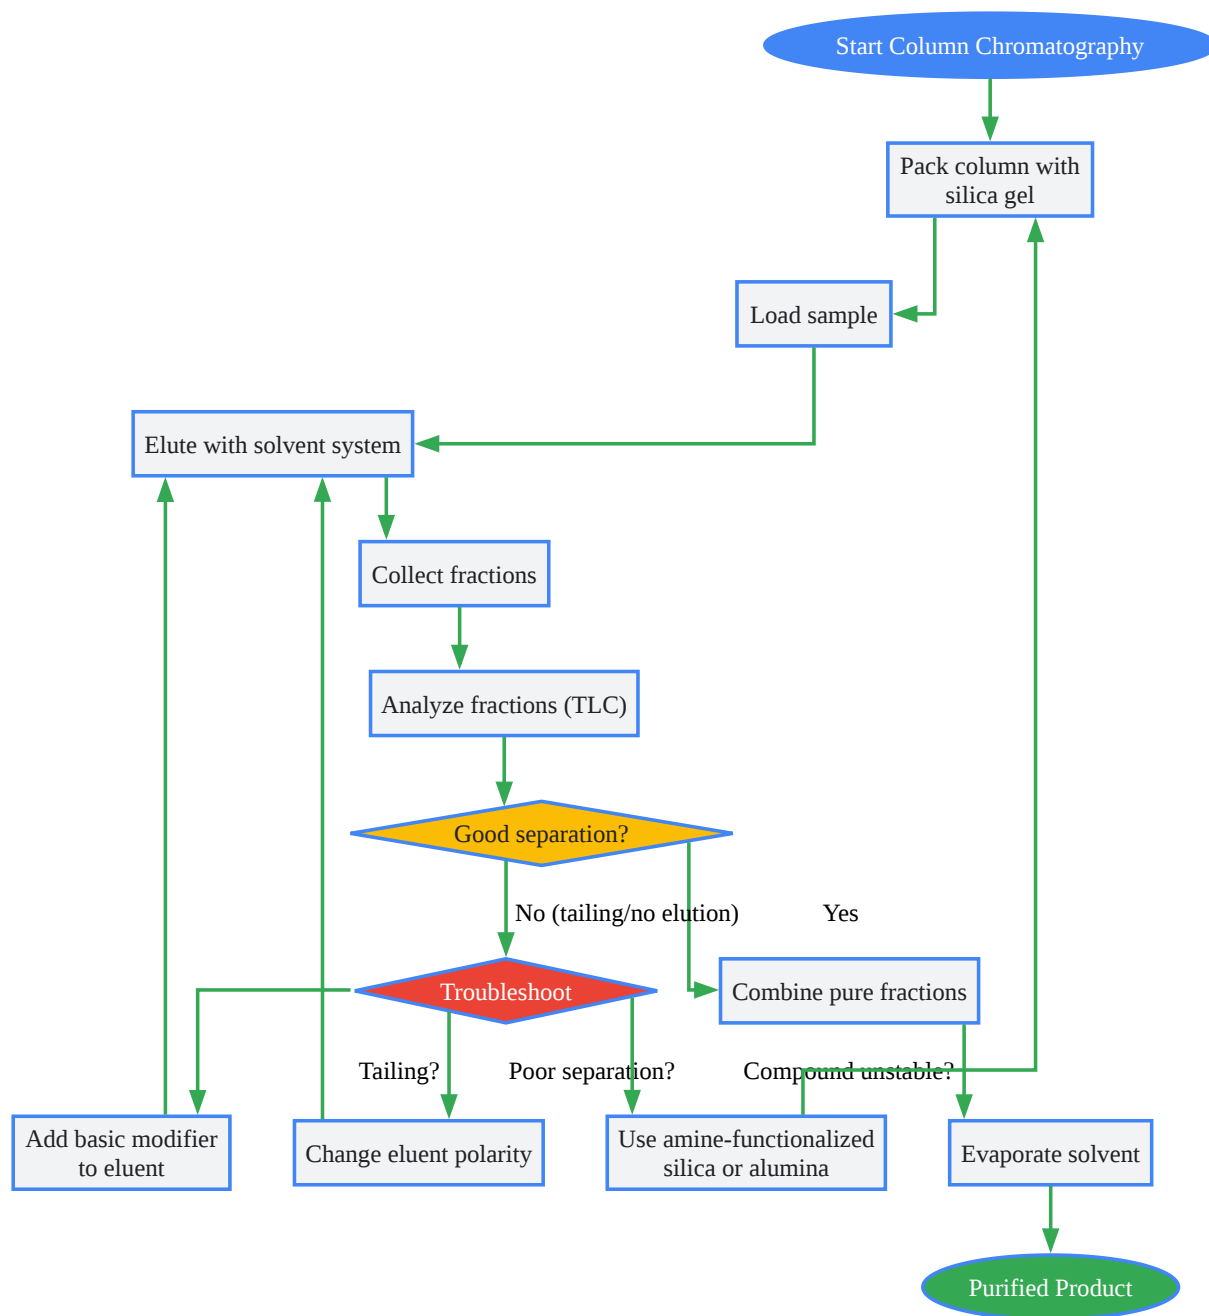 Start Column Chromatography
Pack column with
silica gel
Load sample
Elute with solvent system
Collect fractions
Analyze fractions (TLC)
Good separation?
No (tailing/no elution)
Yes
Troubleshoot
Combine pure fractions
Tailing?
Poor separation?
Compound unstable?
Add basic modifier
to eluent
Change eluent polarity
Use amine-functionalized
silica or alumina
Evaporate solvent
Purified Product